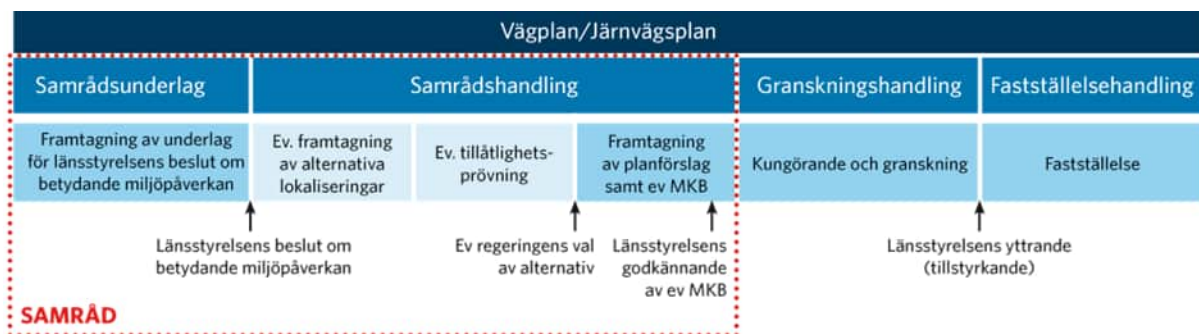 Vägplan/Järnvägsplan
Samrådsunderlag
Samrådshandling
Granskningshandling
Fastställelsehandling
Framtagning av underlag
för länsstyrelsens beslut om
betydande miljöpåverkan
Ev. framtagning
av alternativa
lokaliseringar
Ev. tillåtlighets-
prövning
Framtagning
av planförslag
samt ev MKB
Kungörande och granskning
Fastställelse
Länsstyrelsens beslut om
betydande miljöpåverkan
Ev regeringens val
av alternativ
Länsstyrelsens
godkännande
av ev MKB
Länsstyrelsens yttrande
(tillstyrkande)
SAMRÅD